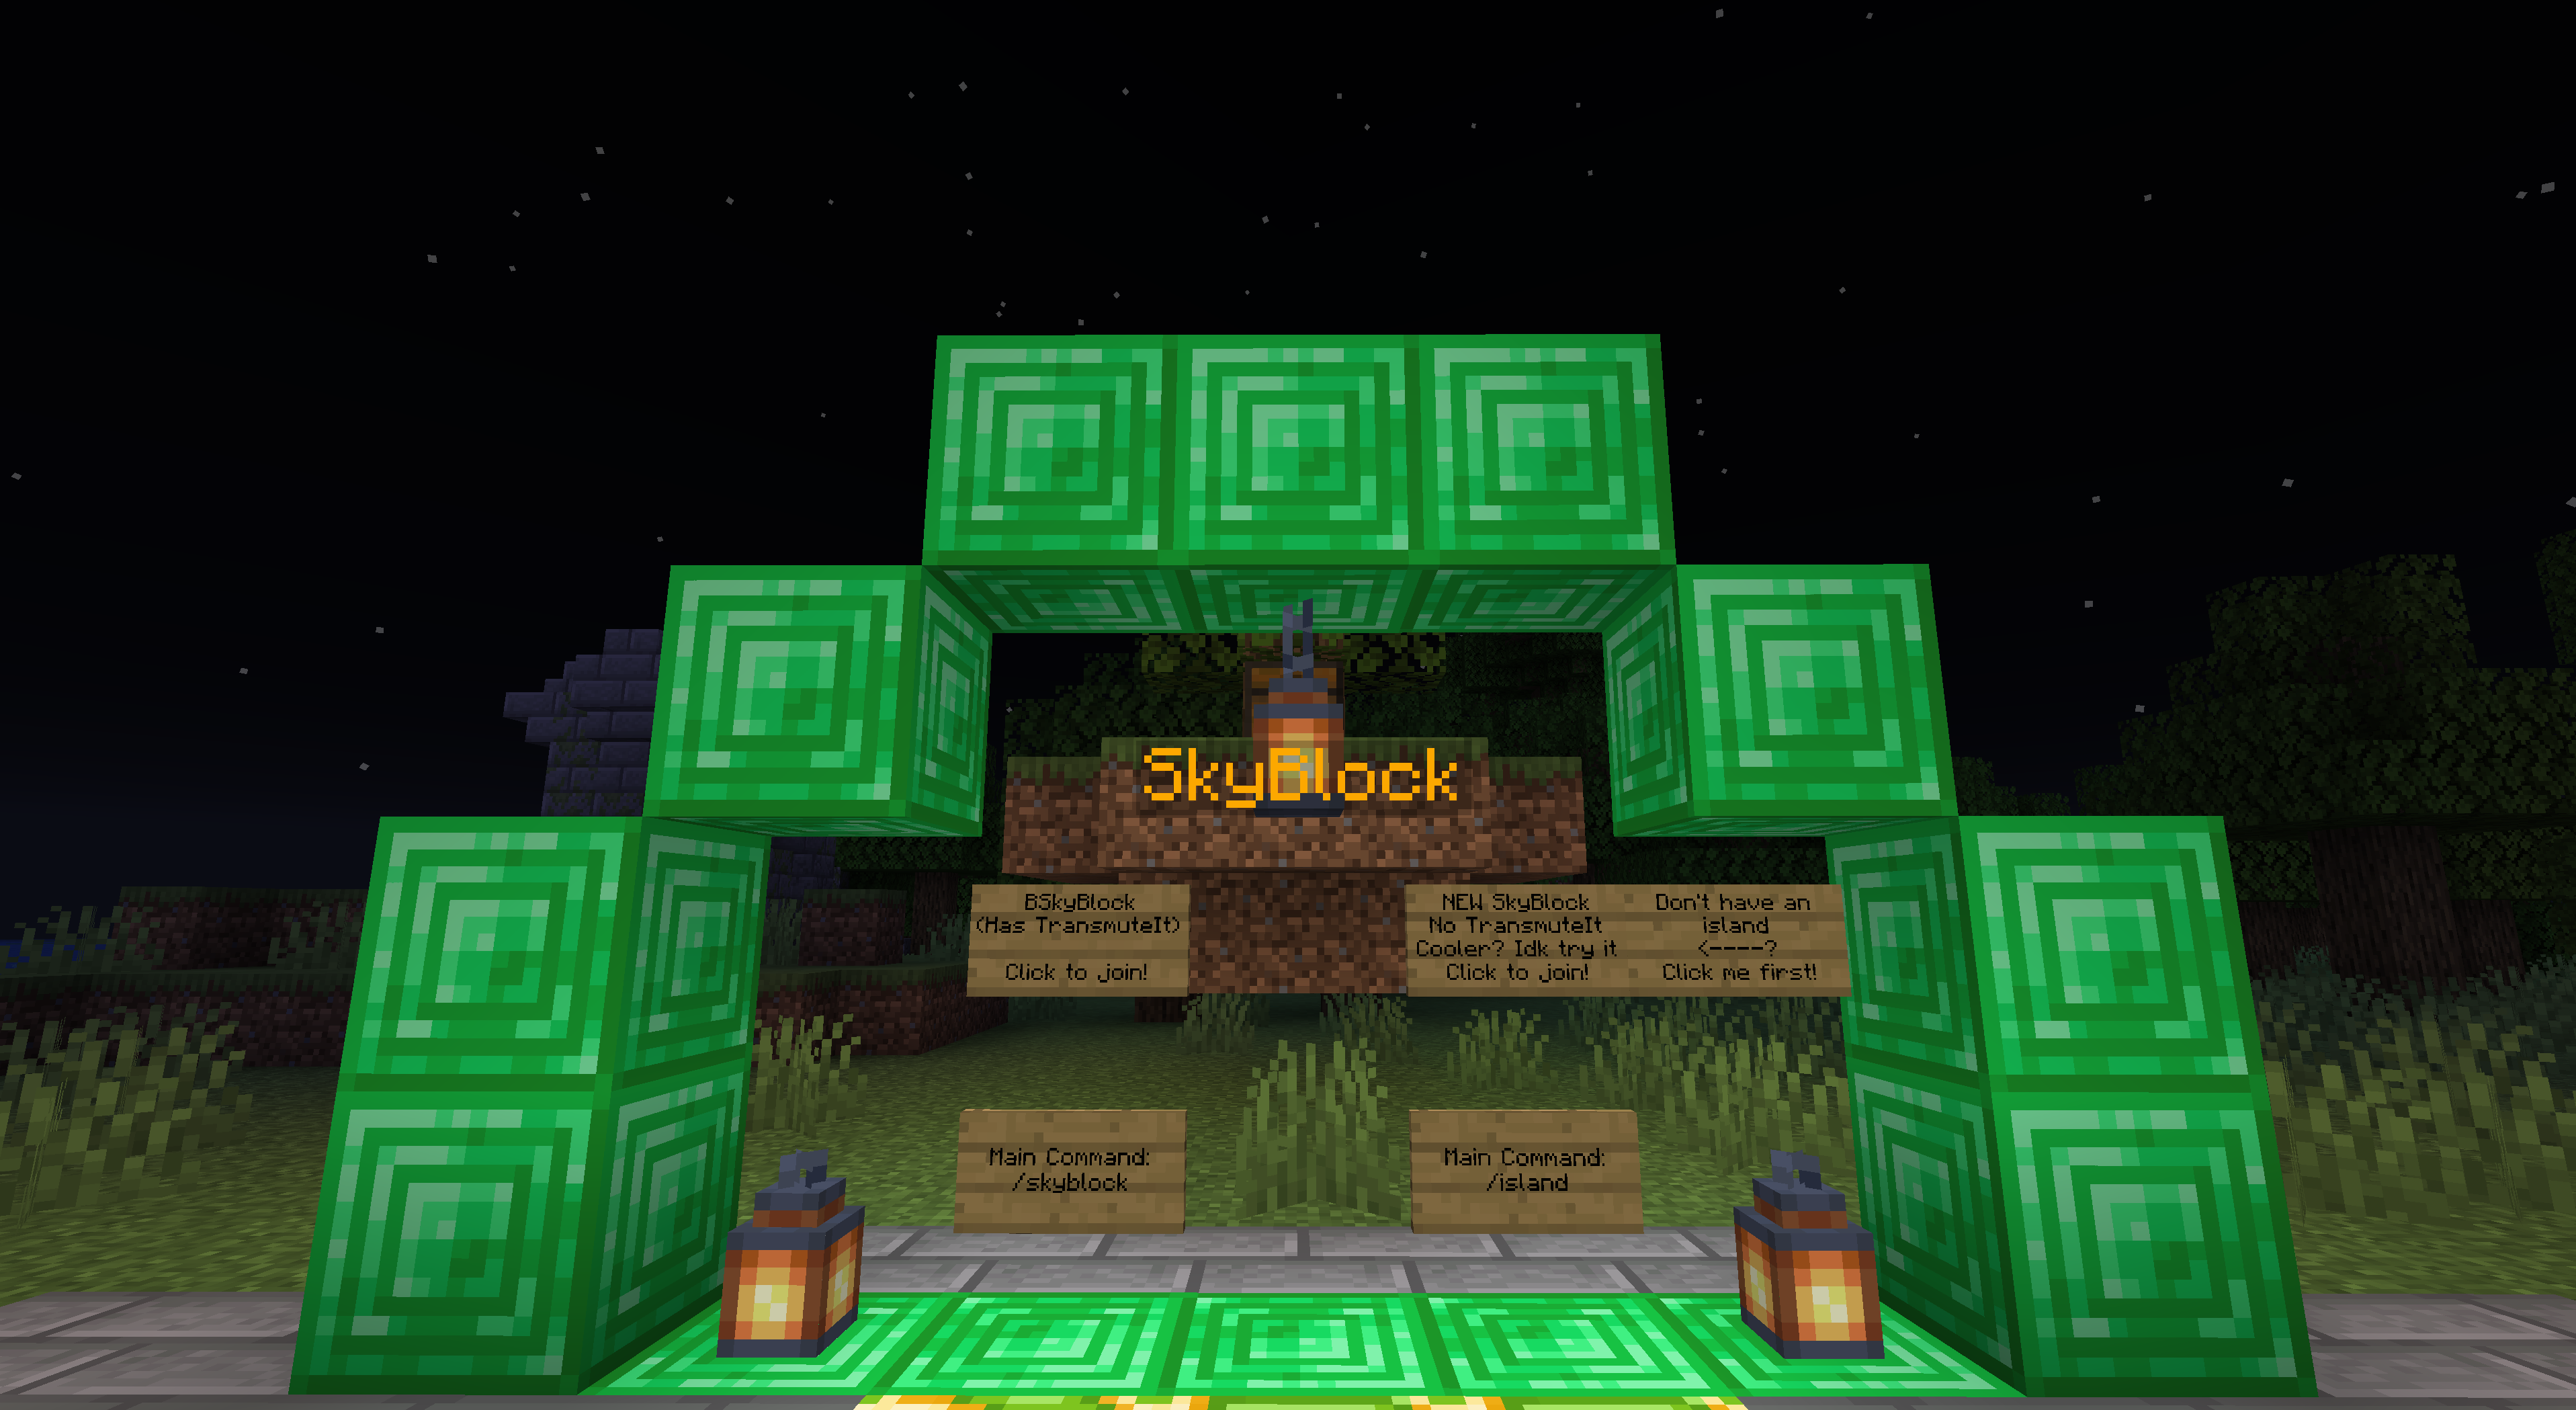 SkyBlock
BSkyBlock
(Has TransmuteIt)
Click to join!
NEW SkyBlock
No TransmuteIt
Cooler? Idk try it
Click to join!
Don't have an
island
<----?
Click me first!
Main Command:
/skyblock
Main Command:
/island